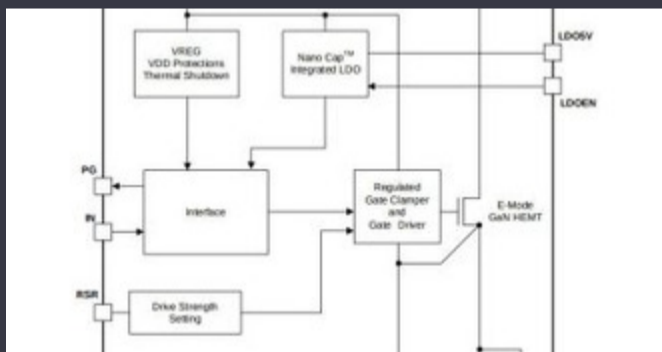 VREG
VDD Protections
Thermal Shutdown
Nano Cap™
Integrated LDO
LDO5V
LDOEN
PG
IN
Interface
Regulated
Gate Clamper
and
Gate Driver
E-Mode
GaN HEMT
RSR
Drive Strength
Setting